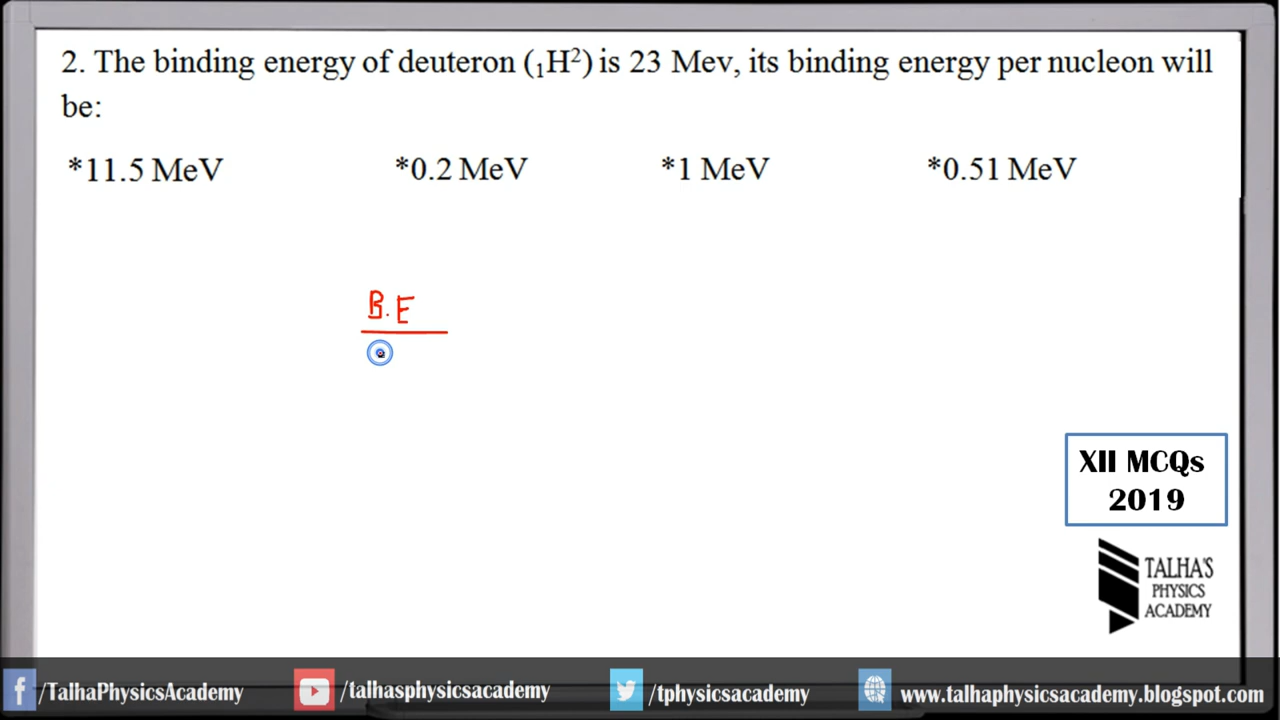 2. The binding energy of deuteron (₁H²) is 23 Mev, its binding energy per nucleon will
be:
*11.5 MeV *0.2 MeV *1 MeV *0.51 MeV
B.E
XII MCQs
2019
TALHA'S
PHYSICS
ACADEMY
/TalhaPhysicsAcademy /talhasphysicsacademy /tphysicsacademy www.talhaphysicsacademy.blogspot.com